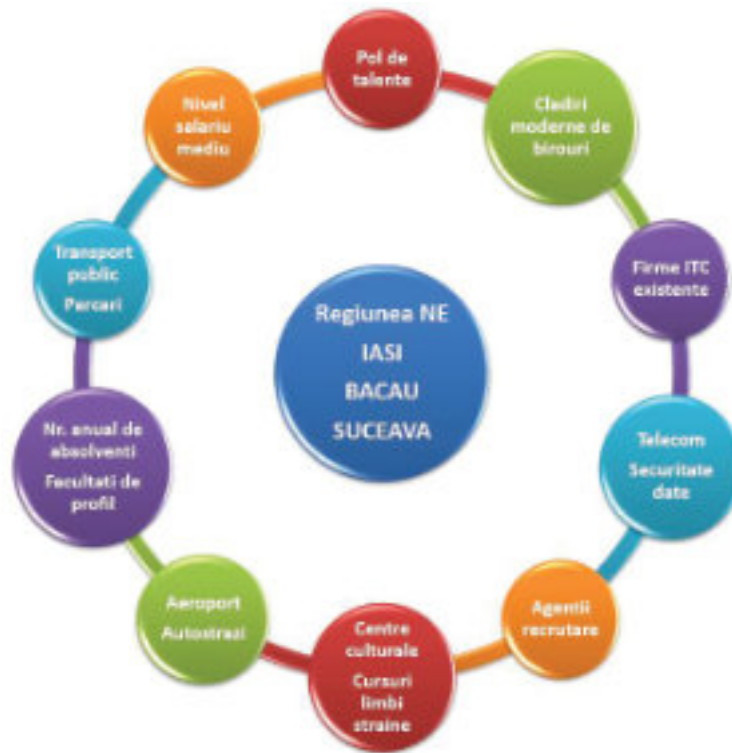 Pol de
talente
Cladiri
moderne de
birouri
Firme ITC
existente
Telecom
Securitate
date
Agentii
recrutare
Centre
culturale
Cursuri
limbi
straine
Aeroport
Autostrazi
Nr. anual de
absolventi
Facultati de
profil
Transport
public
Parcari
Nivel
salariu
mediu
Regiunea NE
IASI
BACAU
SUCEAVA